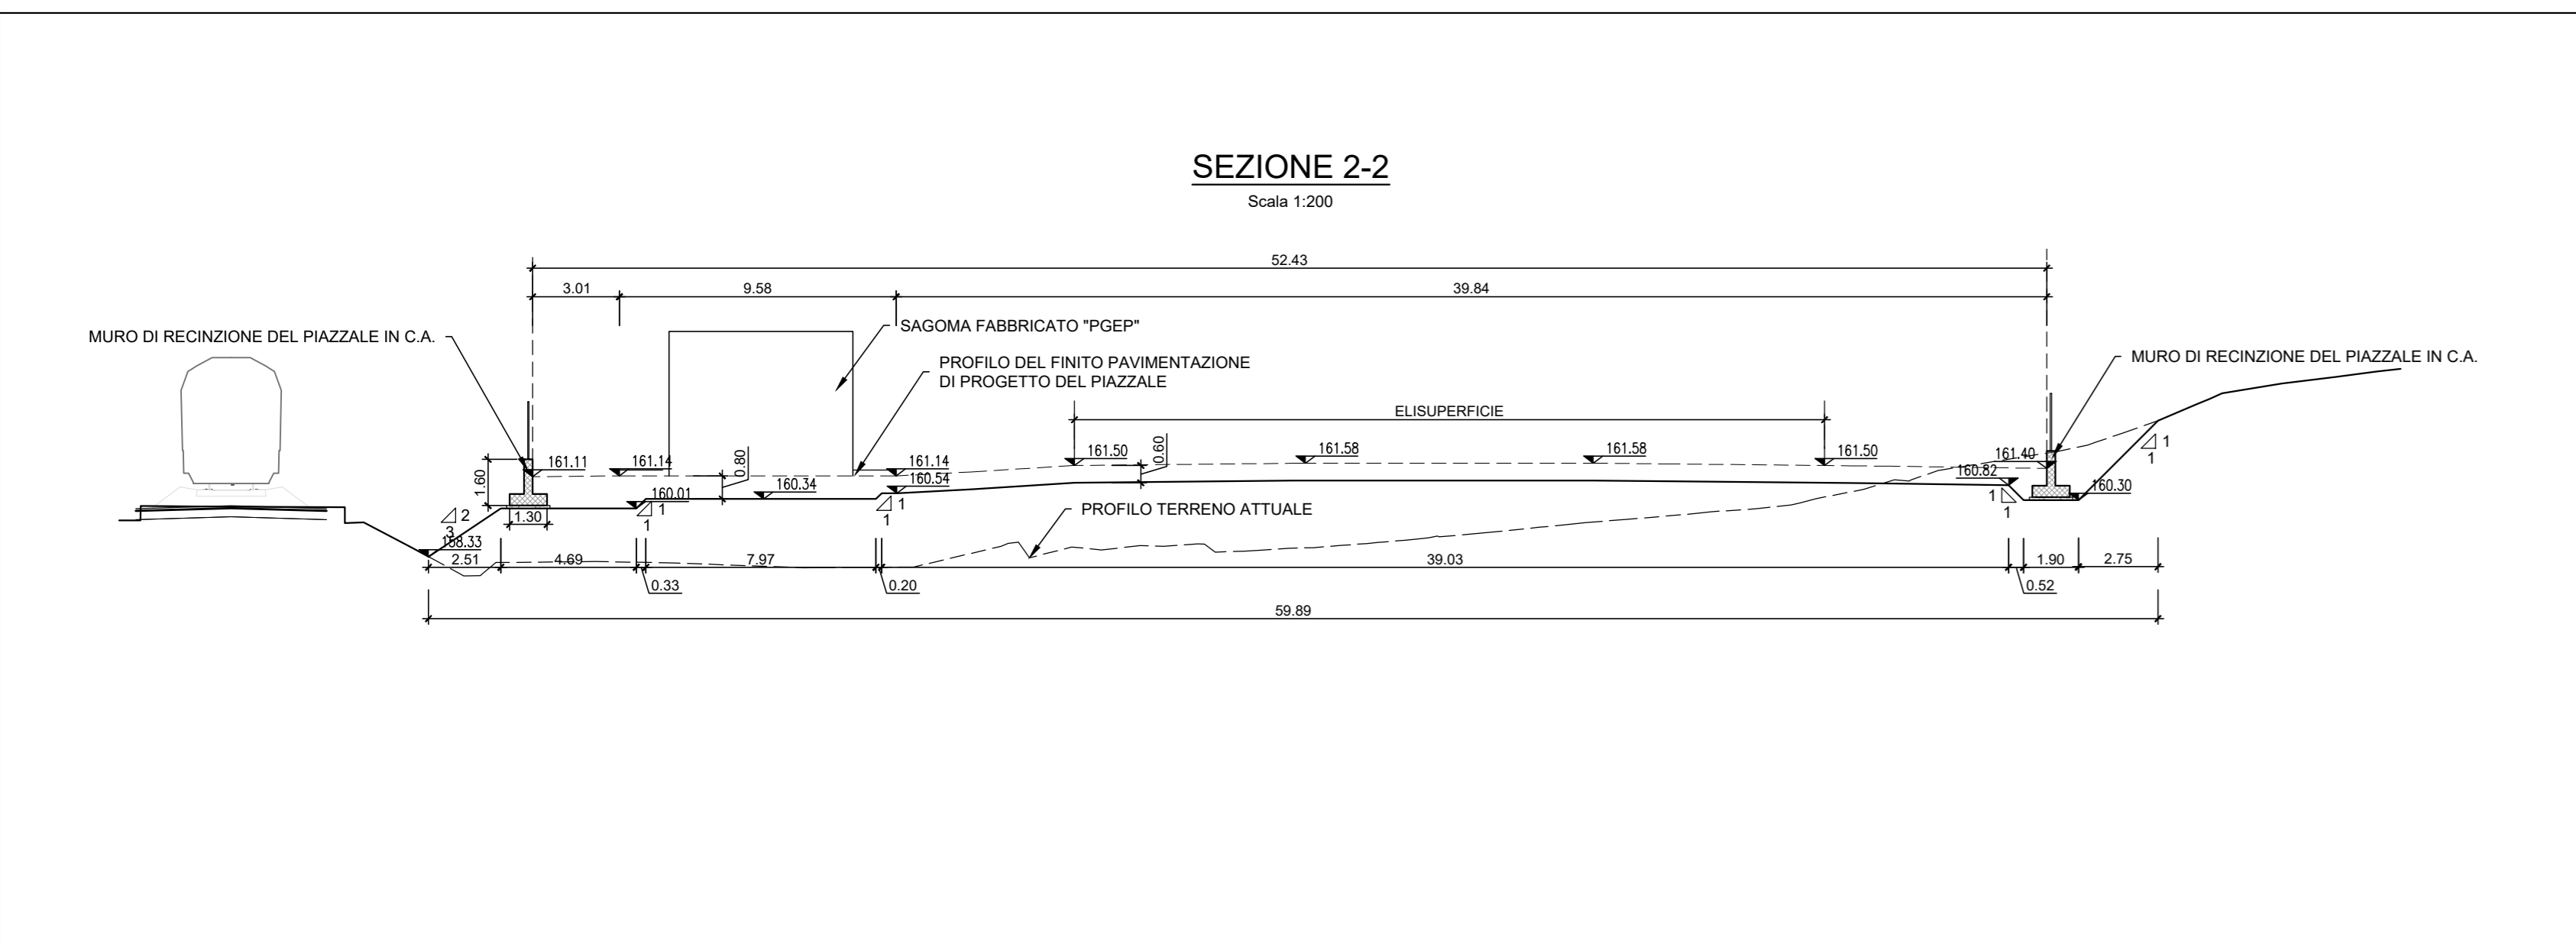 SEZIONE 2-2
Scala 1:200
52.43
3.01 9.58 39.84
SAGOMA FABBRICATO "PGEP"
MURO DI RECINZIONE DEL PIAZZALE IN C.A.
PROFILO DEL FINITO PAVIMENTAZIONE
DI PROGETTO DEL PIAZZALE
MURO DI RECINZIONE DEL PIAZZALE IN C.A.
ELISUPERFICIE
161.11 161.14 0.80 161.14 161.50 0.60 161.58 161.58 161.50 161.40
1.60 160.01 160.34 160.54 160.82 160.30
1
1
2
3
1.30
1
1
1
1
1
1
PROFILO TERRENO ATTUALE
158.33
2.51 4.69 7.97 39.03 1.90 2.75
0.33 0.20 0.52
59.89